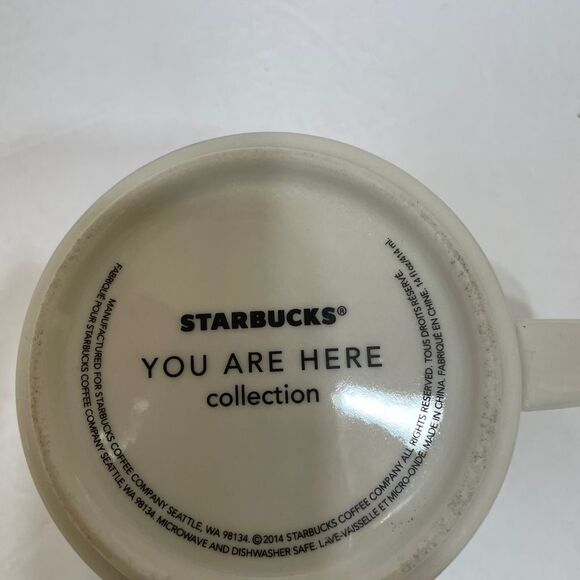 STARBUCKS®
YOU ARE HERE
collection
MANUFACTURED FOR STARBUCKS COFFEE COMPANY SEATTLE, WA 98134. ©2014 STARBUCKS COFFEE COMPANY ALL RIGHTS RESERVED. TOUS DROITS RÉSERVÉ. 14 fl oz/414 ml.
FABRIQUÉ POUR STARBUCKS COFFEE COMPANY SEATTLE, WA 98134. MICROWAVE AND DISHWASHER SAFE. LAVE-VAISSELLE ET MICRO-ONDE. MADE IN CHINA. FABRIQUÉ EN CHINE.